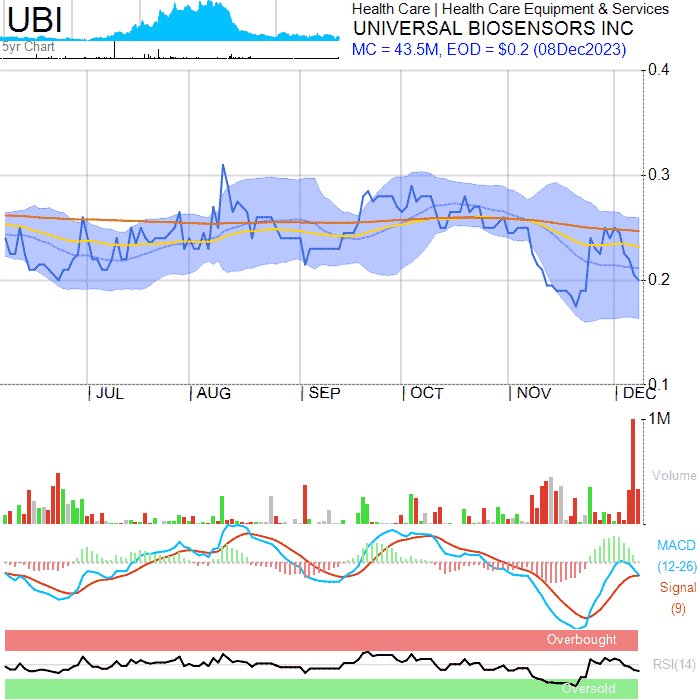 UBI
5yr Chart
Health Care | Health Care Equipment & Services
UNIVERSAL BIOSENSORS INC
MC = 43.5M, EOD = $0.2 (08Dec2023)
0.4
0.3
0.2
0.1
JUL
AUG
SEP
OCT
NOV
DEC
1M
Volume
MACD
(12-26)
Signal
(9)
Overbought
RSI(14)
Oversold